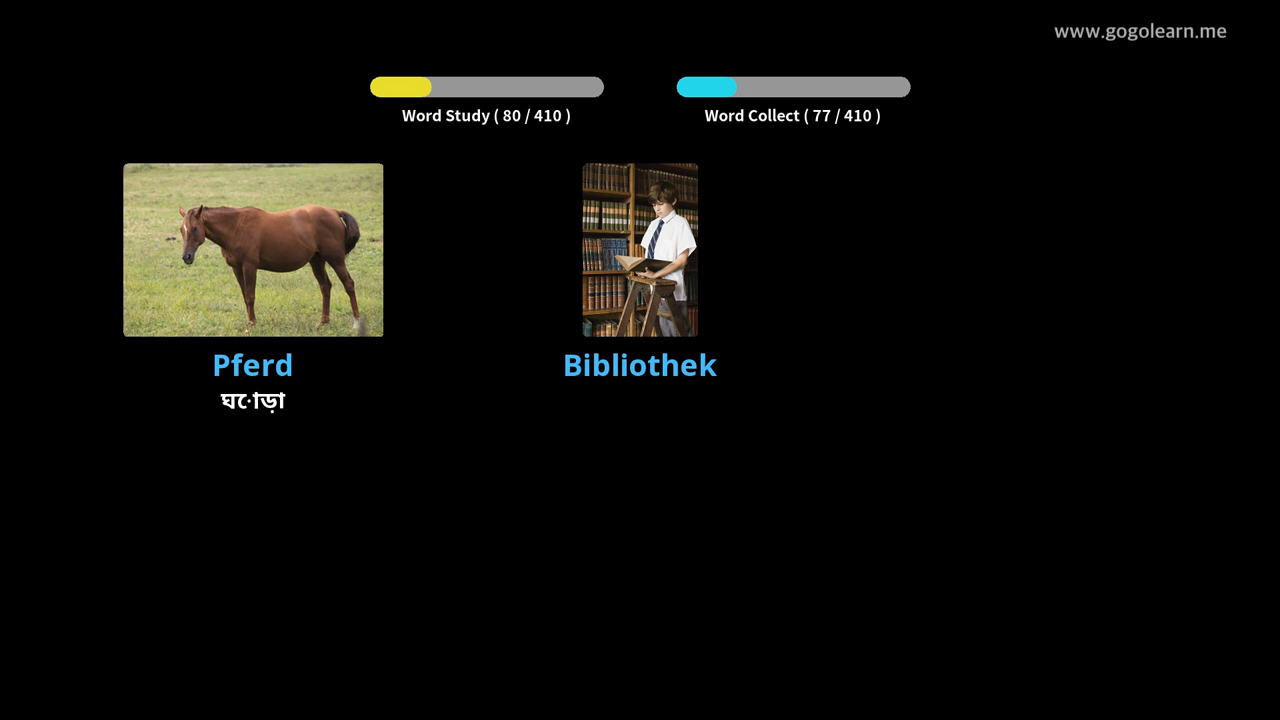 www.gogolearn.me
Word Study ( 80 / 410 )
Word Collect ( 77 / 410 )
Pferd
Bibliothek
ঘোড়া